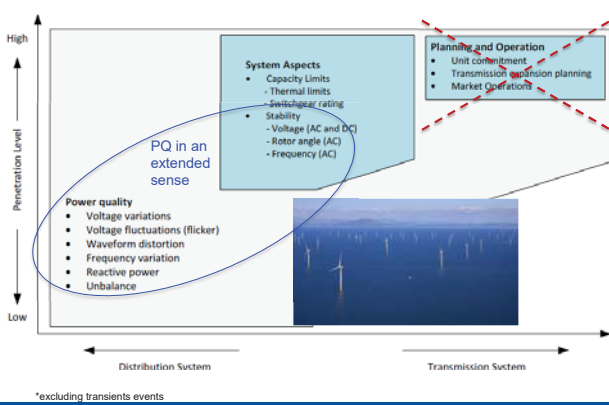 High
Penetration Level
Low
System Aspects
• Capacity Limits
- Thermal limits
- Switchgear rating
• Stability
- Voltage (AC and DC)
- Rotor angle (AC)
- Frequency (AC)
Planning and Operation
• Unit commitment
• Transmission expansion planning
• Market Operations
PQ in an
extended
sense
Power quality
• Voltage variations
• Voltage fluctuations (flicker)
• Waveform distortion
• Frequency variation
• Reactive power
• Unbalance
Distribution System
Transmission System
*excluding transients events